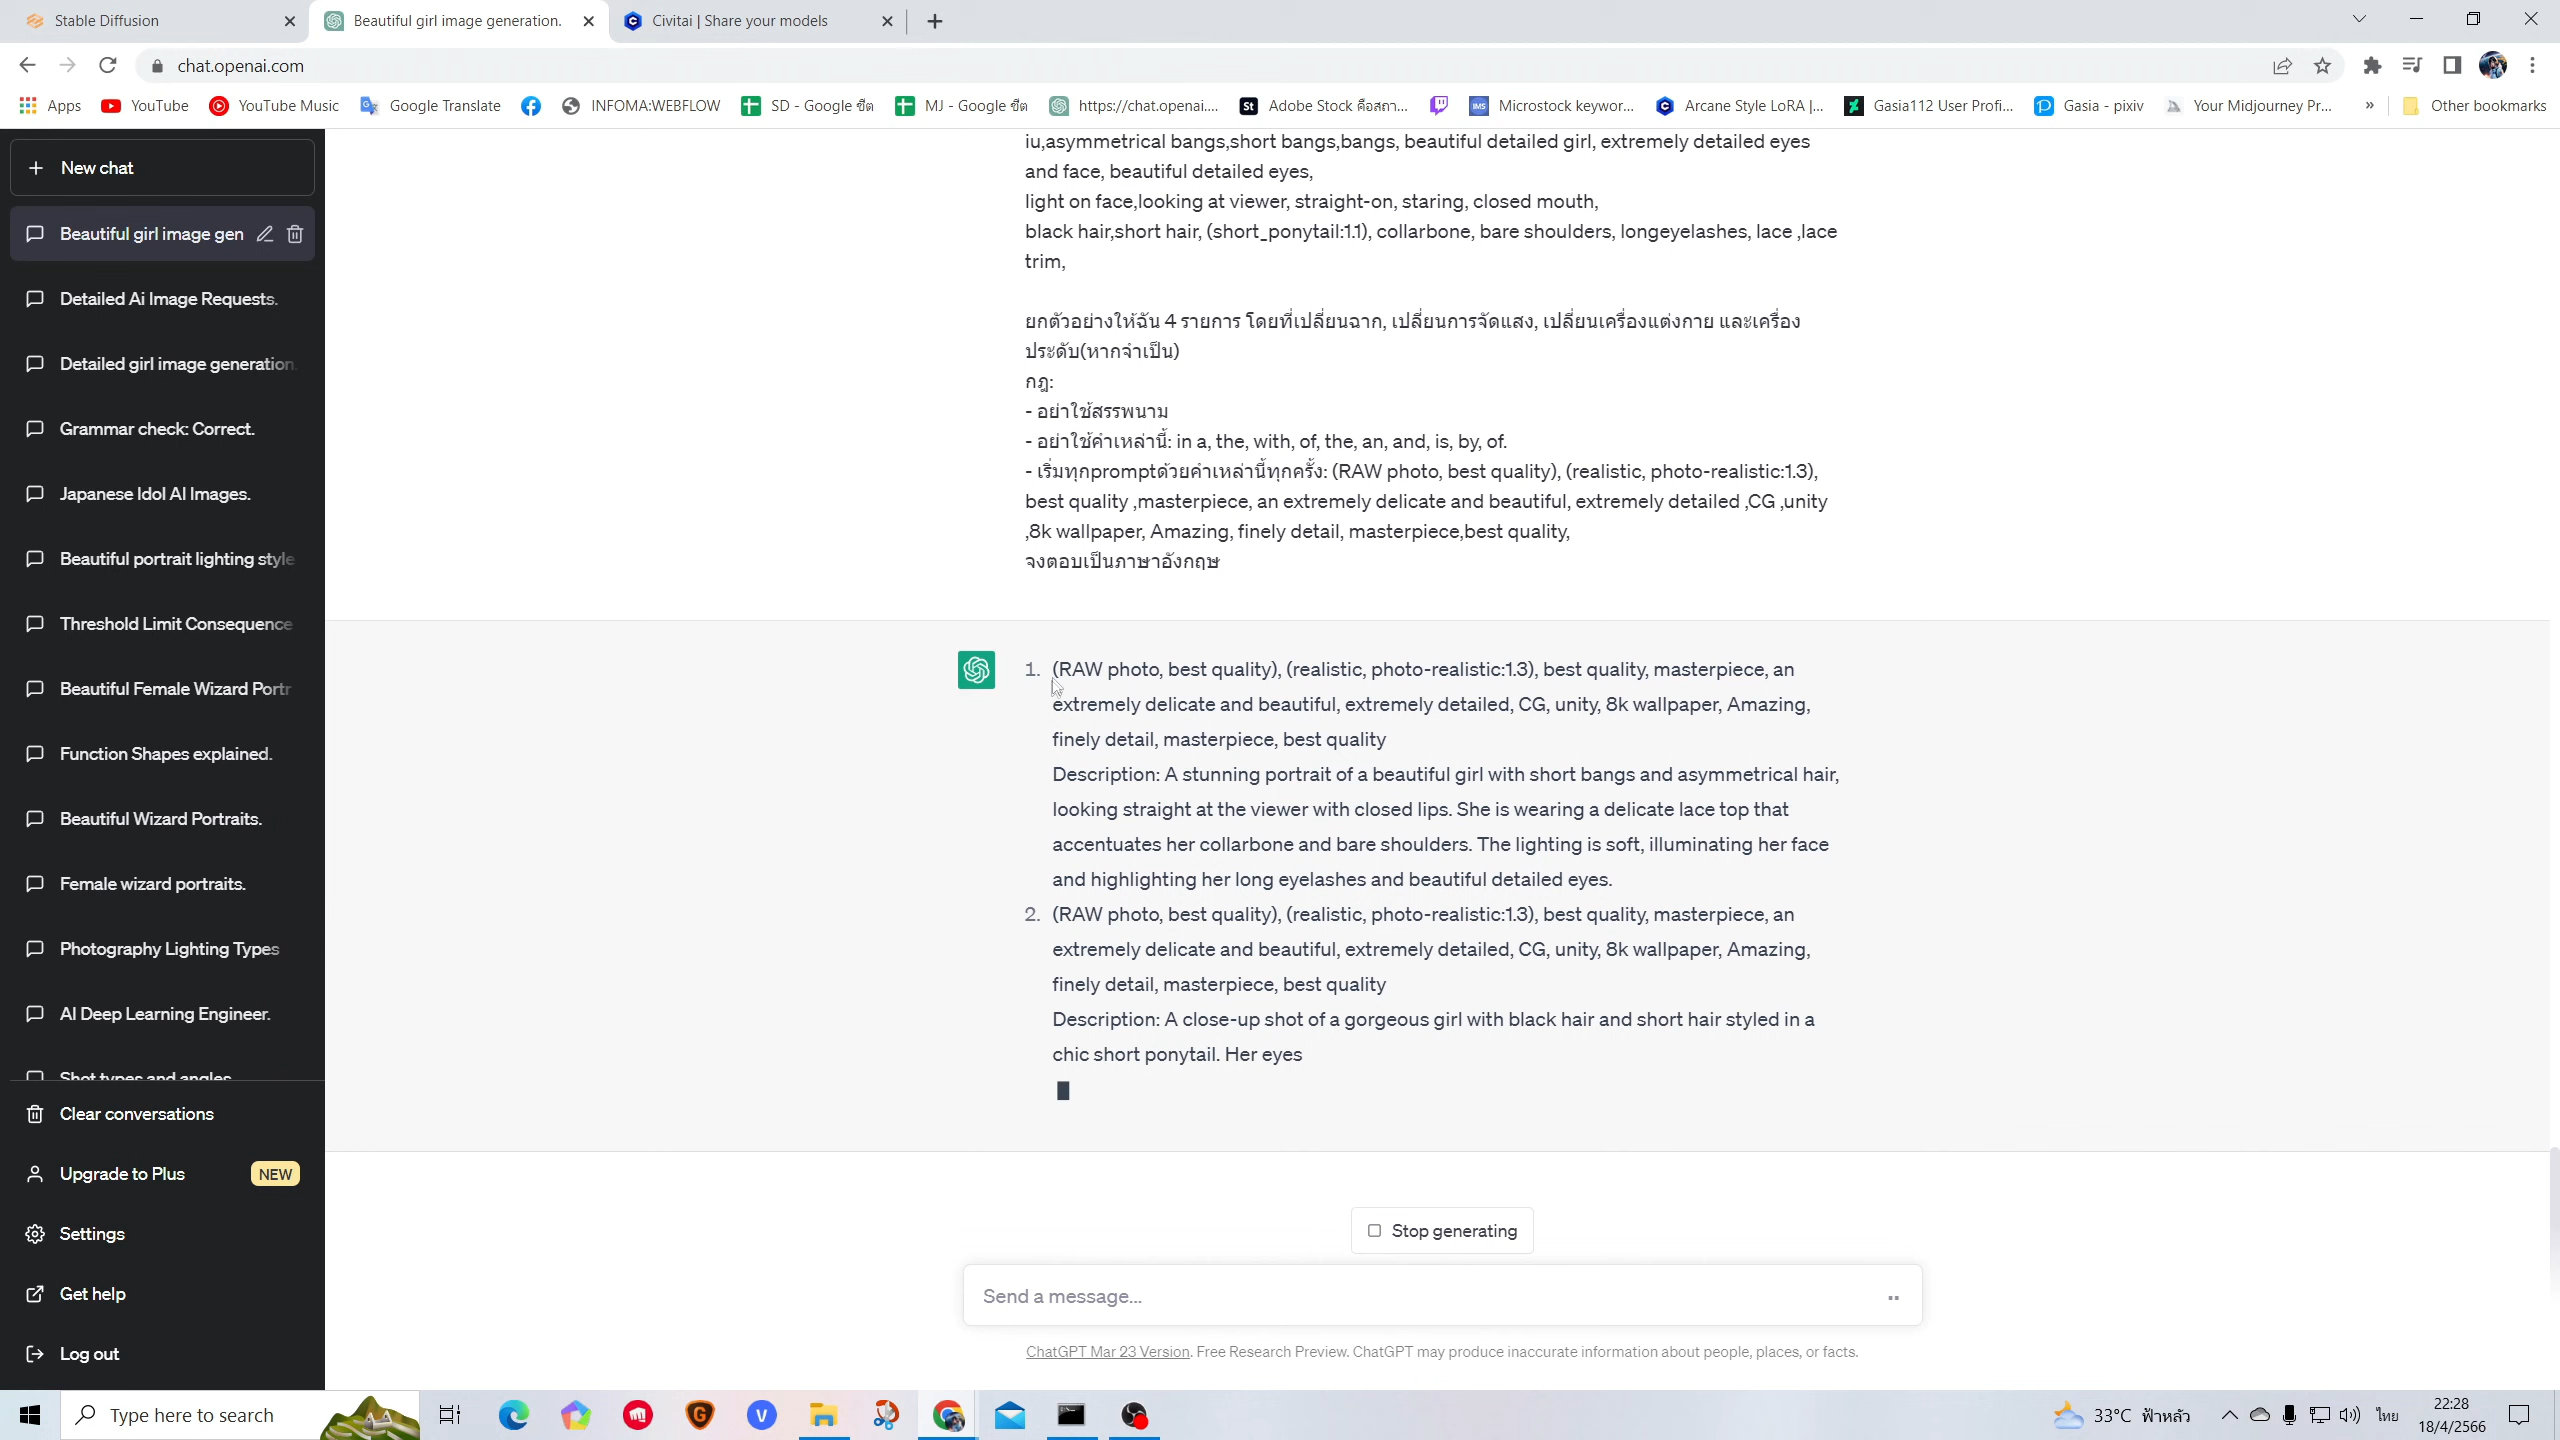 Stable Diffusion
Beautiful girl image generation.
Civitai | Share your models
chat.openai.com
Apps
YouTube
YouTube Music
Google Translate
INFOMA:WEBFLOW
SD - Google ชีต
MJ - Google ชีต
https://chat.openai....
Adobe Stock คือสถา...
Microstock keywor...
Arcane Style LoRA |...
Gasia112 User Profi...
Gasia - pixiv
Your Midjourney Pr...
»
Other bookmarks
New chat
Beautiful girl image gen
Detailed Ai Image Requests.
Detailed girl image generation.
Grammar check: Correct.
Japanese Idol AI Images.
Beautiful portrait lighting style
Threshold Limit Consequence
Beautiful Female Wizard Portr
Function Shapes explained.
Beautiful Wizard Portraits.
Female wizard portraits.
Photography Lighting Types
AI Deep Learning Engineer.
Shot types and angles
Clear conversations
Upgrade to Plus
NEW
Settings
Get help
Log out
iu,asymmetrical bangs,short bangs,bangs, beautiful detailed girl, extremely detailed eyes
and face, beautiful detailed eyes,
light on face,looking at viewer, straight-on, staring, closed mouth,
black hair,short hair, (short_ponytail:1.1), collarbone, bare shoulders, longeyelashes, lace ,lace
trim,
ยกตัวอย่างให้ฉัน 4 รายการ โดยที่เปลี่ยนฉาก, เปลี่ยนการจัดแสง, เปลี่ยนเครื่องแต่งกาย และเครื่อง
ประดับ(หากจำเป็น)
กฎ:
- อย่าใช้สรรพนาม
- อย่าใช้คำเหล่านี้: in a, the, with, of, the, an, and, is, by, of.
- เริ่มทุกpromptด้วยคำเหล่านี้ทุกครั้ง: (RAW photo, best quality), (realistic, photo-realistic:1.3),
best quality ,masterpiece, an extremely delicate and beautiful, extremely detailed ,CG ,unity
,8k wallpaper, Amazing, finely detail, masterpiece,best quality,
จงตอบเป็นภาษาอังกฤษ
1. (RAW photo, best quality), (realistic, photo-realistic:1.3), best quality, masterpiece, an
extremely delicate and beautiful, extremely detailed, CG, unity, 8k wallpaper, Amazing,
finely detail, masterpiece, best quality
Description: A stunning portrait of a beautiful girl with short bangs and asymmetrical hair,
looking straight at the viewer with closed lips. She is wearing a delicate lace top that
accentuates her collarbone and bare shoulders. The lighting is soft, illuminating her face
and highlighting her long eyelashes and beautiful detailed eyes.
2. (RAW photo, best quality), (realistic, photo-realistic:1.3), best quality, masterpiece, an
extremely delicate and beautiful, extremely detailed, CG, unity, 8k wallpaper, Amazing,
finely detail, masterpiece, best quality
Description: A close-up shot of a gorgeous girl with black hair and short hair styled in a
chic short ponytail. Her eyes
Stop generating
Send a message...
ChatGPT Mar 23 Version. Free Research Preview. ChatGPT may produce inaccurate information about people, places, or facts.
Type here to search
33°C ฟ้าหลัว
ไทย
22:28
18/4/2566